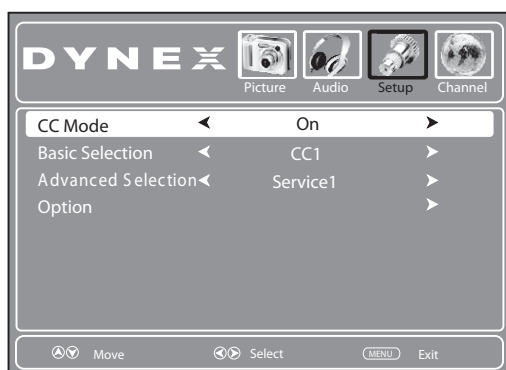 DYNEX
Picture Audio Setup Channel
CC Mode On
Basic Selection CC1
Advanced Selection Service1
Option
Move Select MENU Exit